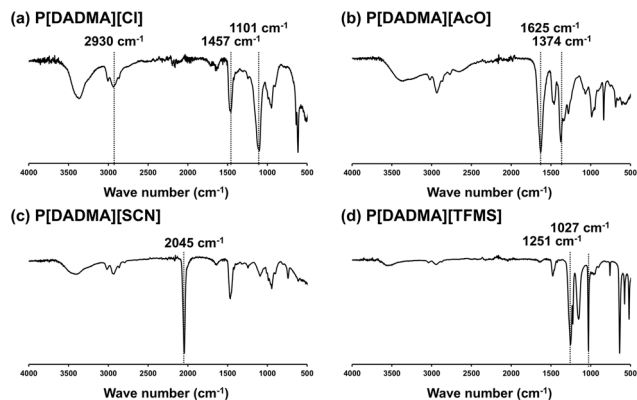 (a) P[DADMA][Cl]
1101 cm⁻¹
2930 cm⁻¹
1457 cm⁻¹
4000 3500 3000 2500 2000 1500 1000 500
Wave number (cm⁻¹)
(b) P[DADMA][AcO]
1625 cm⁻¹
1374 cm⁻¹
4000 3500 3000 2500 2000 1500 1000 500
Wave number (cm⁻¹)
(c) P[DADMA][SCN]
2045 cm⁻¹
4000 3500 3000 2500 2000 1500 1000 500
Wave number (cm⁻¹)
(d) P[DADMA][TFMS]
1027 cm⁻¹
1251 cm⁻¹
4000 3500 3000 2500 2000 1500 1000 500
Wave number (cm⁻¹)